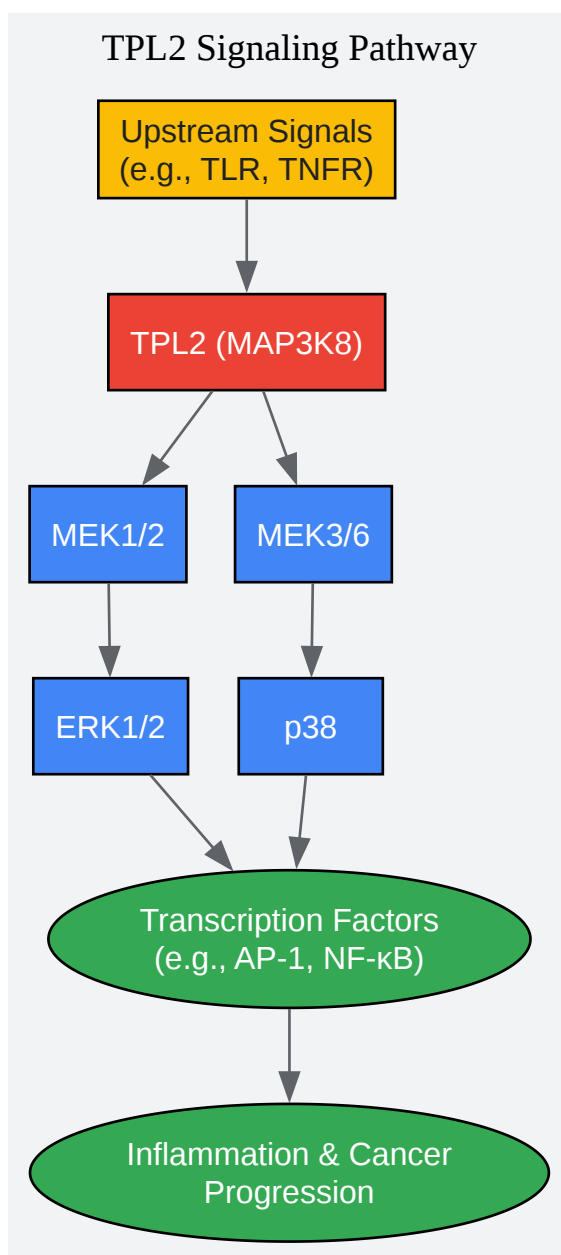 TPL2 Signaling Pathway
Upstream Signals
(e.g., TLR, TNFR)
TPL2 (MAP3K8)
MEK1/2
MEK3/6
ERK1/2
p38
Transcription Factors
(e.g., AP-1, NF-κB)
Inflammation & Cancer
Progression